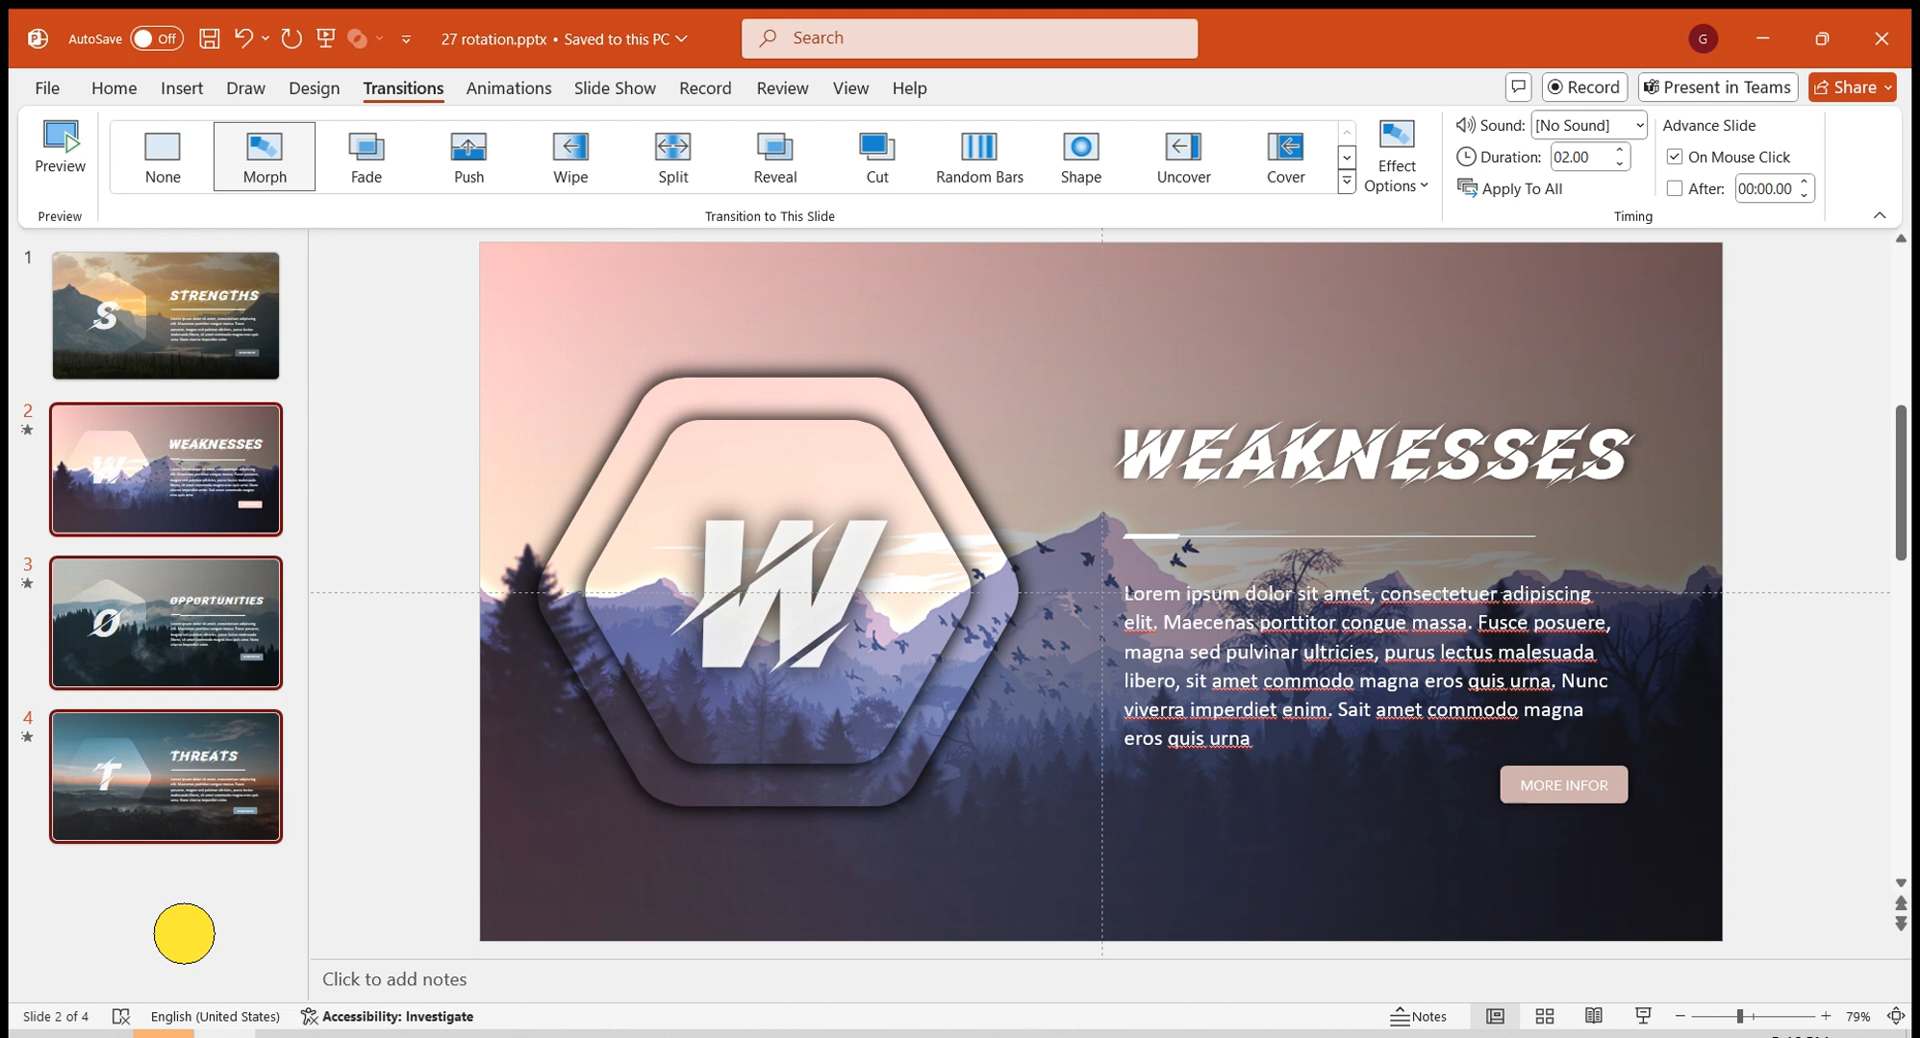 AutoSave Off 27 rotation.pptx • Saved to this PC Search G
File Home Insert Draw Design Transitions Animations Slide Show Record Review View Help Record Present in Teams Share
Preview
None Morph Fade Push Wipe Split Reveal Cut Random Bars Shape Uncover Cover
Effect
Options
Sound: [No Sound]
Duration: 02.00
Apply To All
Advance Slide
On Mouse Click
After: 00:00.00
Preview Transition to This Slide Timing
1
S
STRENGTHS
2
W
WEAKNESSES
3
O
OPPORTUNITIES
4
T
THREATS
W
WEAKNESSES
Lorem ipsum dolor sit amet, consectetuer adipiscing
elit. Maecenas porttitor congue massa. Fusce posuere,
magna sed pulvinar ultricies, purus lectus malesuada
libero, sit amet commodo magna eros quis urna. Nunc
viverra imperdiet enim. Sait amet commodo magna
eros quis urna
MORE INFOR
Click to add notes
Slide 2 of 4 English (United States) Accessibility: Investigate Notes 79%